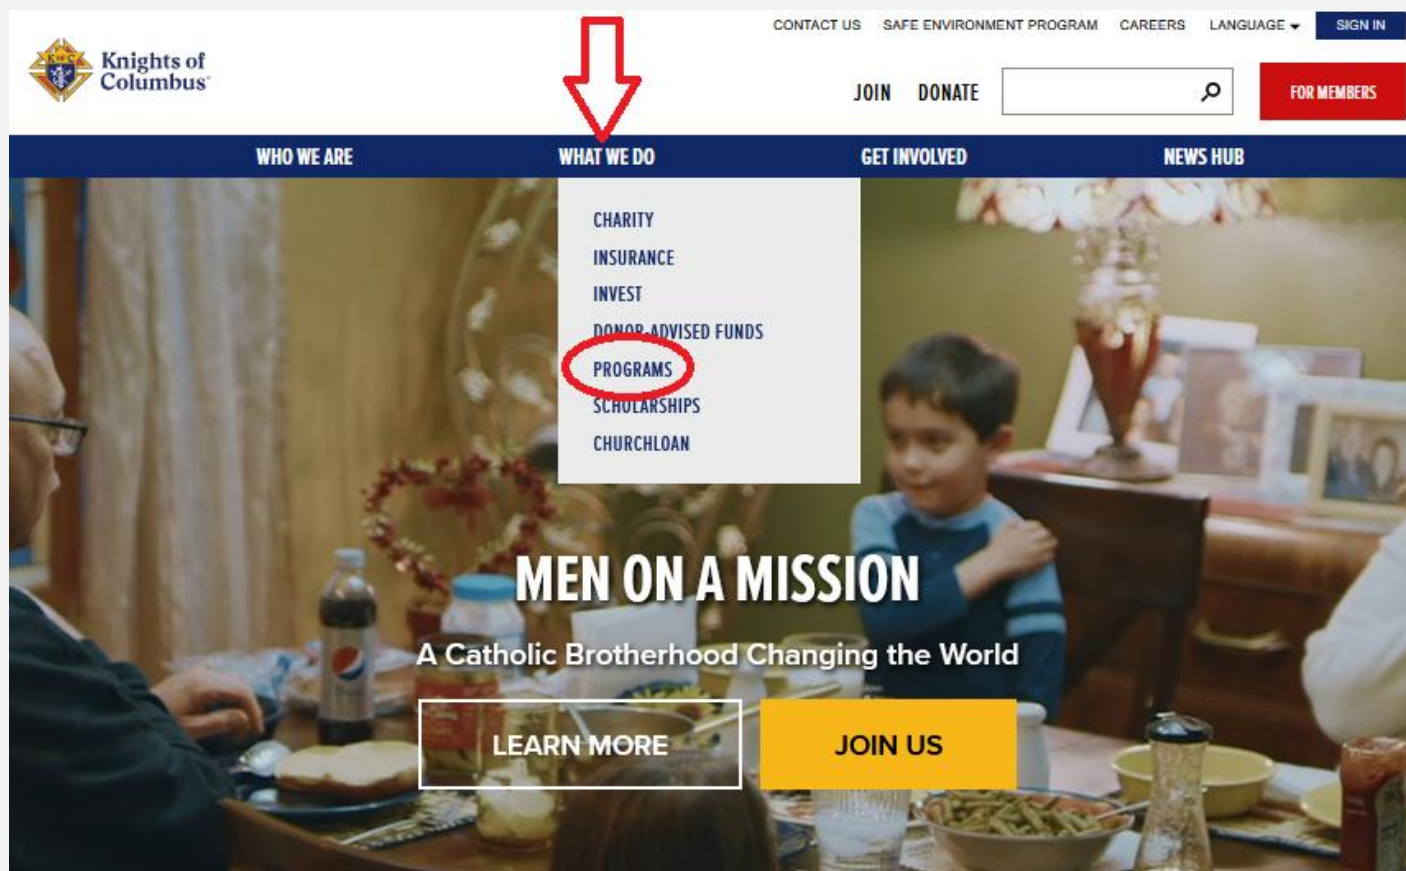 CONTACT US SAFE ENVIRONMENT PROGRAM CAREERS LANGUAGE SIGN IN
Knights of
Columbus
JOIN DONATE FOR MEMBERS
WHO WE ARE WHAT WE DO GET INVOLVED NEWS HUB
CHARITY
INSURANCE
INVEST
DONOR-ADVISED FUNDS
PROGRAMS
SCHOLARSHIPS
CHURCHLOAN
MEN ON A MISSION
A Catholic Brotherhood Changing the World
LEARN MORE JOIN US